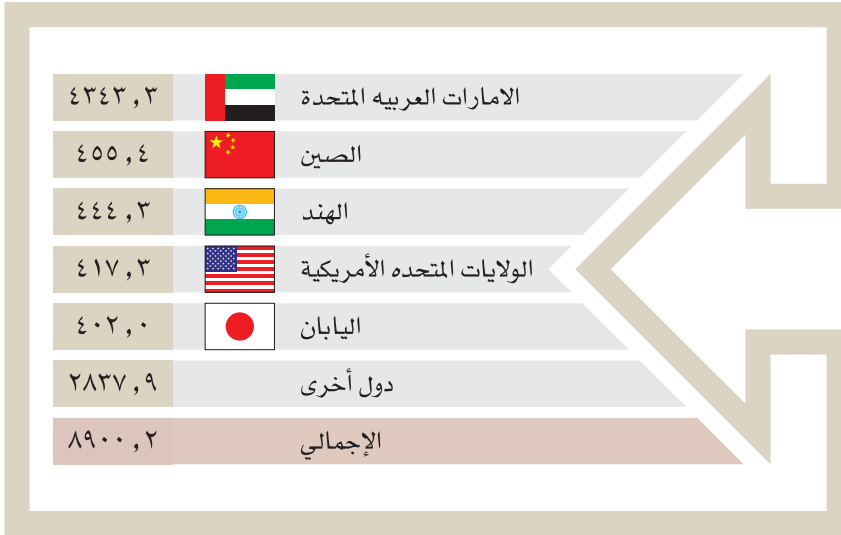 الامارات العربيه المتحدة ٤٣٤٣,٣
الصين ٤٥٥,٤
الهند ٤٤٤,٣
الولايات المتحده الأمريكية ٤١٧,٣
اليابان ٤٠٢,٠
دول أخرى ٢٨٣٧,٩
الإجمالي ٨٩٠٠,٢